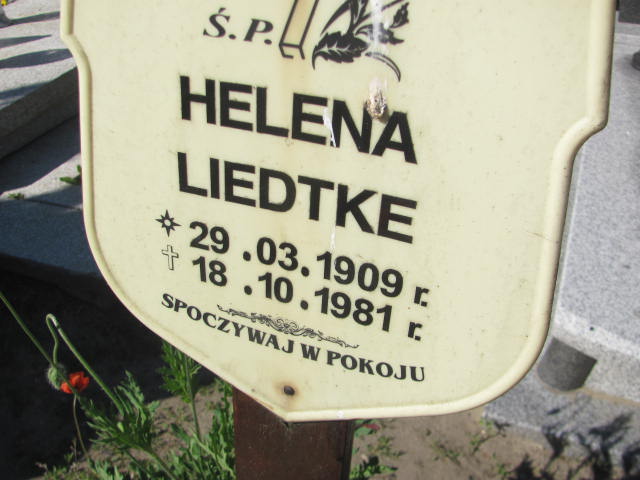 Ś.P.
HELENA
LIEDTKE
29.03.1909 r.
18.10.1981 r.
SPOCZYWAJ W POKOJU